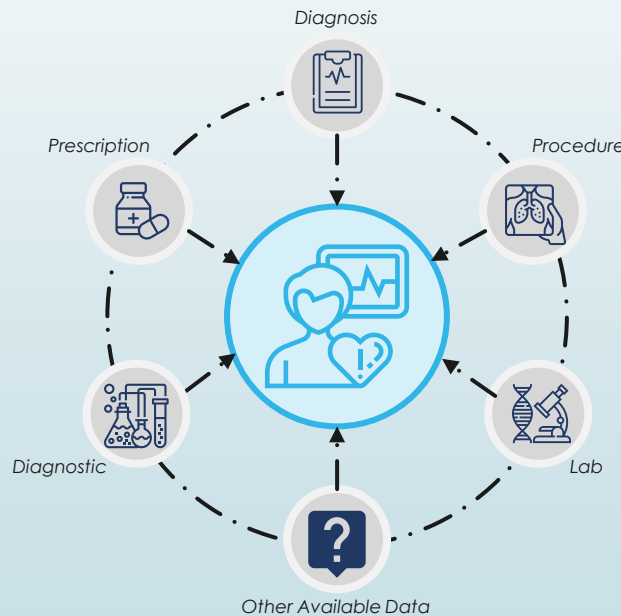 Diagnosis
Prescription
Procedure
Diagnostic
Lab
Other Available Data